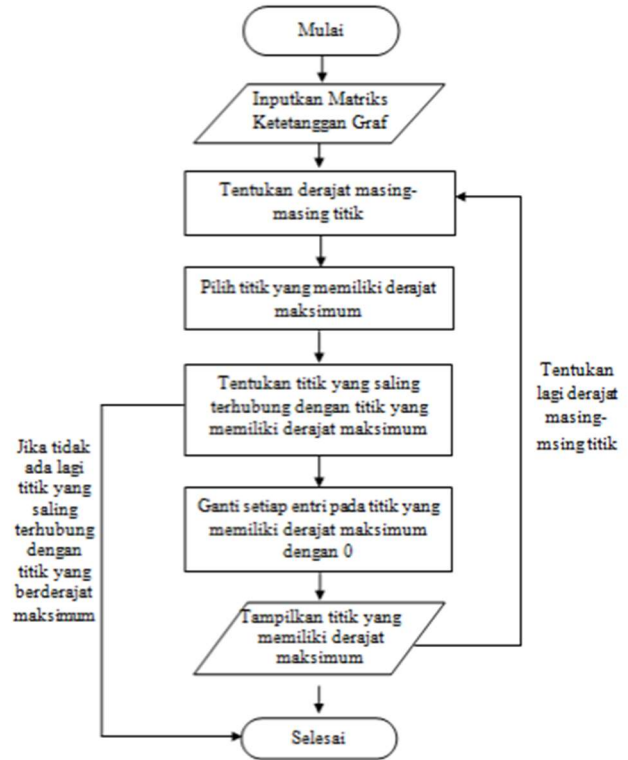 Mulai
Inputkan Matriks
Ketetanggan Graf
Tentukan derajat masing-
masing titik
Pilih titik yang memiliki derajat
maksimum
Tentukan titik yang saling
terhubung dengan titik yang
memiliki derajat maksimum
Ganti setiap entri pada titik yang
memiliki derajat maksimum
dengan 0
Tampilkan titik yang
memiliki derajat
maksimum
Selesai
Jika tidak
ada lagi
titik yang
saling
terhubung
dengan
titik yang
berderajat
maksimum
Tentukan
lagi derajat
masing-
msing titik